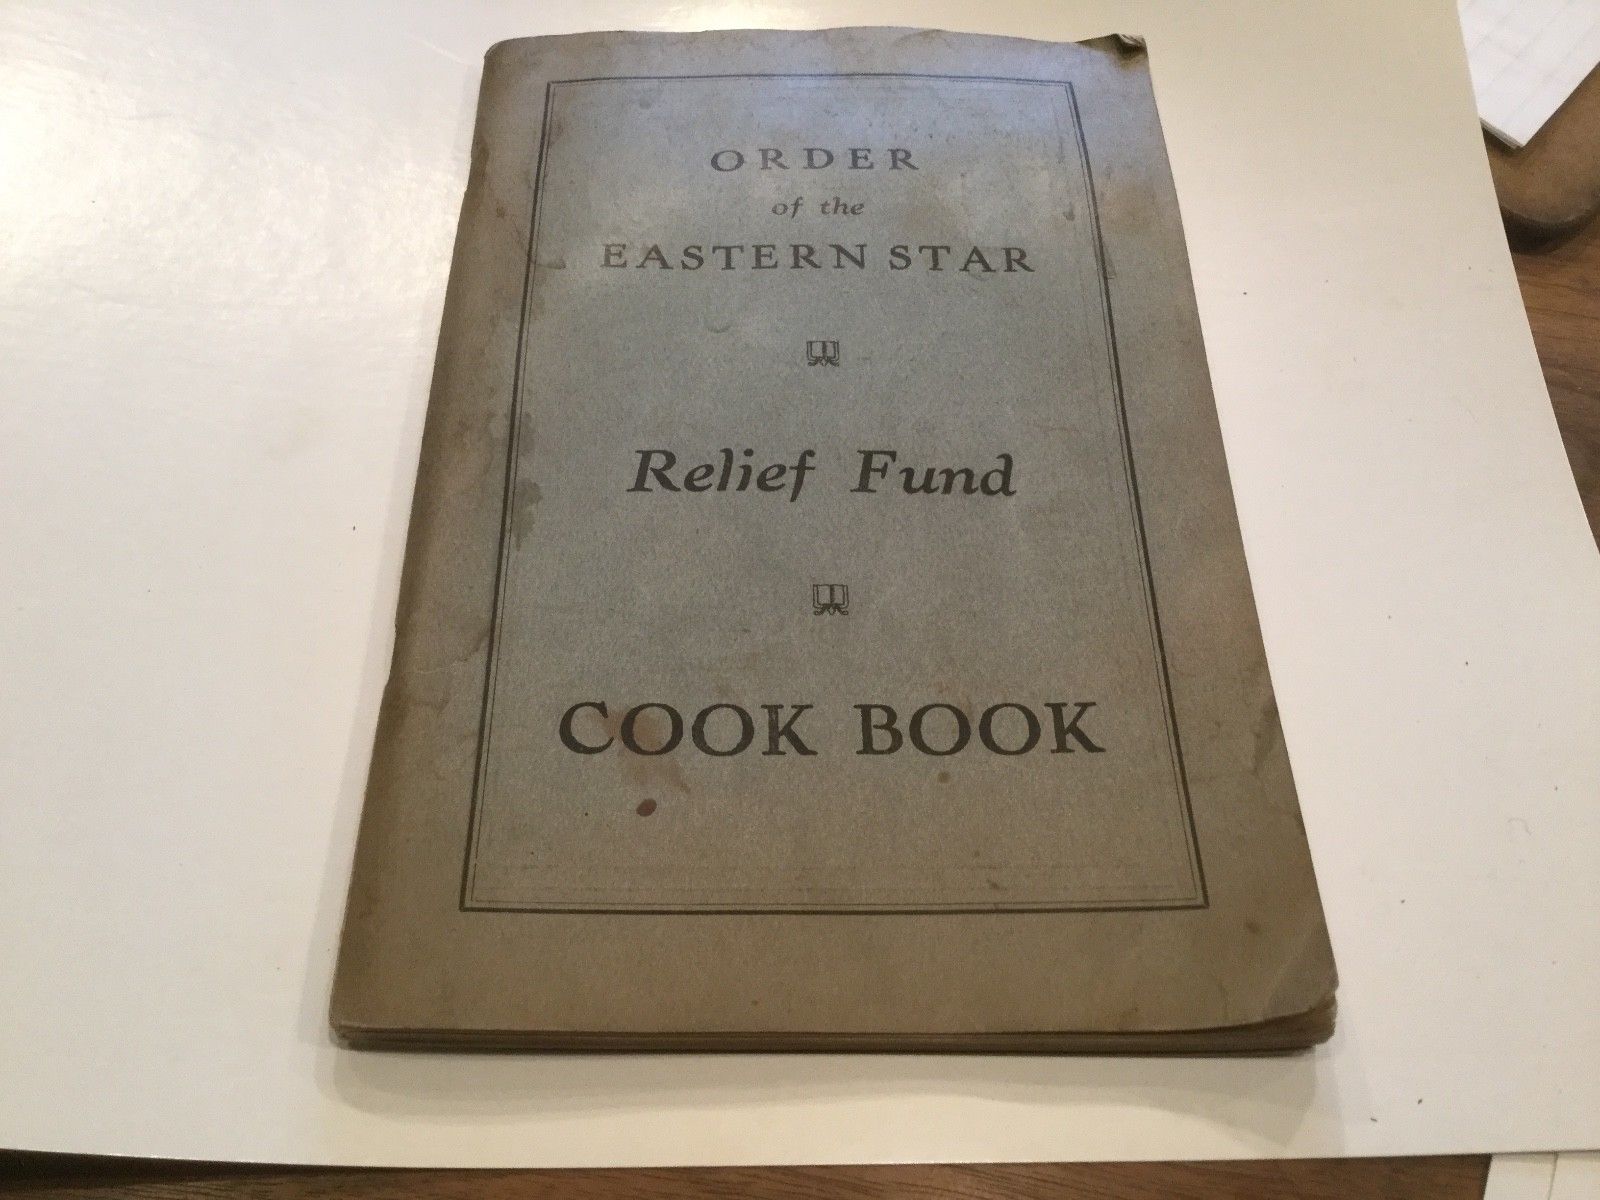 ORDER
of the
EASTERN STAR
Relief Fund
COOK BOOK